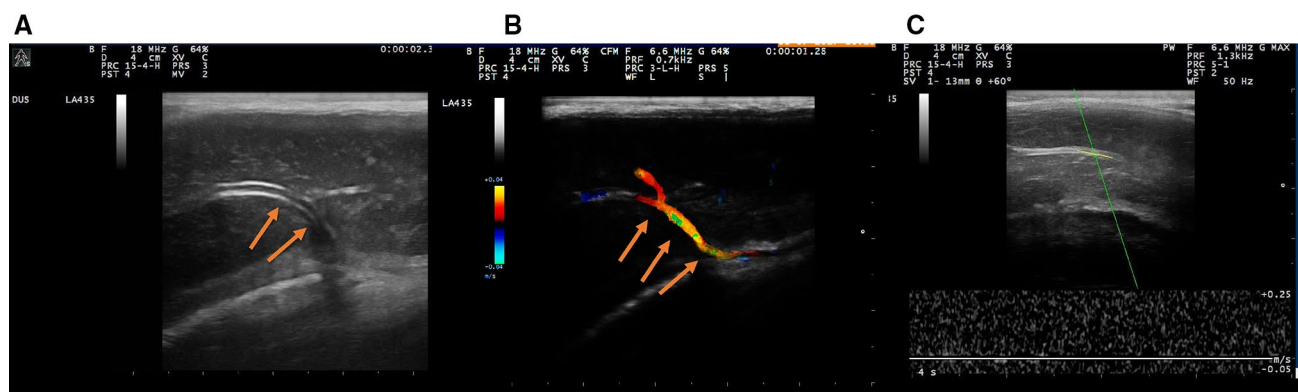 A
B F 18 MHz G 64%
D 4 cm XV C
PRC 15-4-H PRS 3
PST 4 MV 2
0:00:02.3
DUS
LA435
B
B F 18 MHz G 64% CFM F 6.6 MHz G 64%
D 4 cm XV C PRF 0.7kHz
PRC 15-4-H PRS 3 PRC 3-L-H PRS 5
PST 4 WF L S
0:00:01.28
LA435
+0.04
-0.04
m/s
C
B F 18 MHz G 64%
D 4 cm XV C
PRC 15-4-H PRS 3
PST 4
SV 1- 13mm θ +60°
PW F 6.6 MHz G MAX
PRF 1.3kHz
PRC 5-1
PST 2
WF 50 Hz
+0.25
m/s
-0.05
4 s